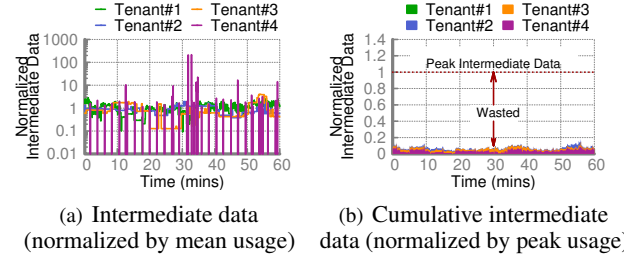 Tenant#1 Tenant#3
Tenant#2 Tenant#4
Normalized
Intermediate Data
1000
100
10
1
0.1
0.01
0 10 20 30 40 50 60
Time (mins)
(a) Intermediate data
(normalized by mean usage)
Tenant#1 Tenant#3
Tenant#2 Tenant#4
Normalized
Intermediate Data
1.4
1.2
1
0.8
0.6
0.4
0.2
0
Peak Intermediate Data
Wasted
0 10 20 30 40 50 60
Time (mins)
(b) Cumulative intermediate
data (normalized by peak usage)